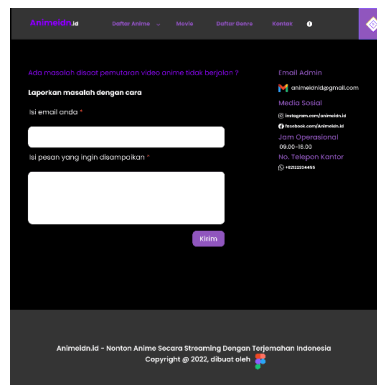 AnimeIdn.id
Daftar Anime
Movie
Daftar Genre
Kontak
Ada masalah disaat pemutaran video anime tidak berjalan ?
Laporkan masalah dengan cara
Isi email anda *
Isi pesan yang ingin disampaikan *
Kirim
Email Admin
animeidnid@gmail.com
Media Sosial
instagram.com/animeidn.id
facebook.com/AnimeIdn.id
Jam Operasional
09.00-16.00
No. Telepon Kantor
AnimeIdn.id - Nonton Anime Secara Streaming Dengan Terjemahan Indonesia
Copyright @ 2022, dibuat oleh